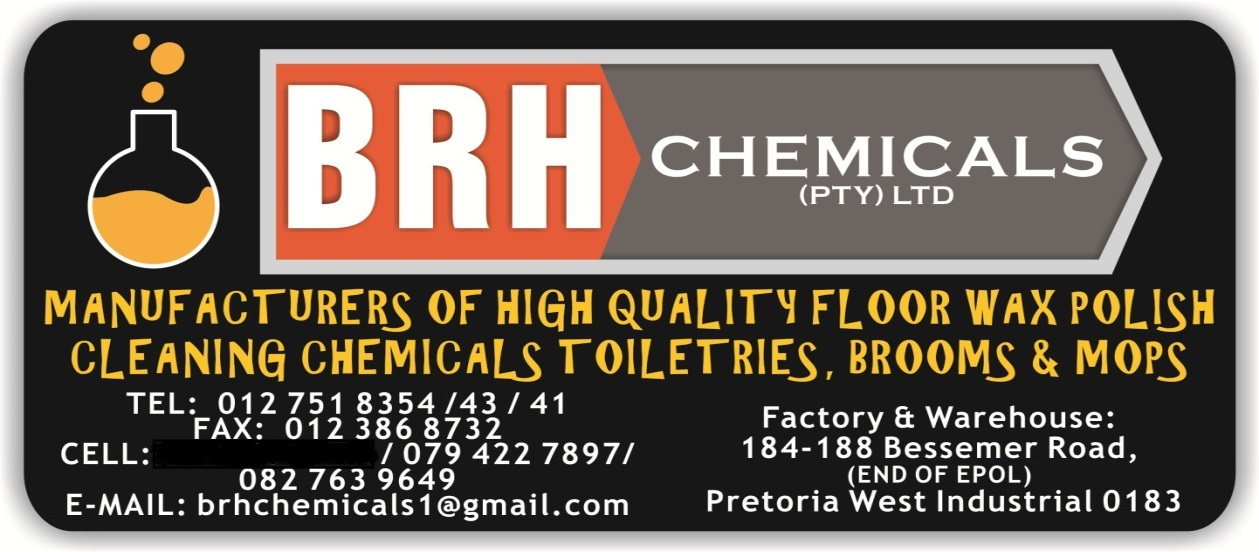 BRH CHEMICALS
(PTY) LTD
MANUFACTURERS OF HIGH QUALITY FLOOR WAX POLISH
CLEANING CHEMICALS TOILETRIES, BROOMS & MOPS
TEL: 012 751 8354 /43 / 41
FAX: 012 386 8732
CELL: / 079 422 7897/
082 763 9649
E-MAIL: brhchemicals1@gmail.com
Factory & Warehouse:
184-188 Bessemer Road,
(END OF EPOL)
Pretoria West Industrial 0183